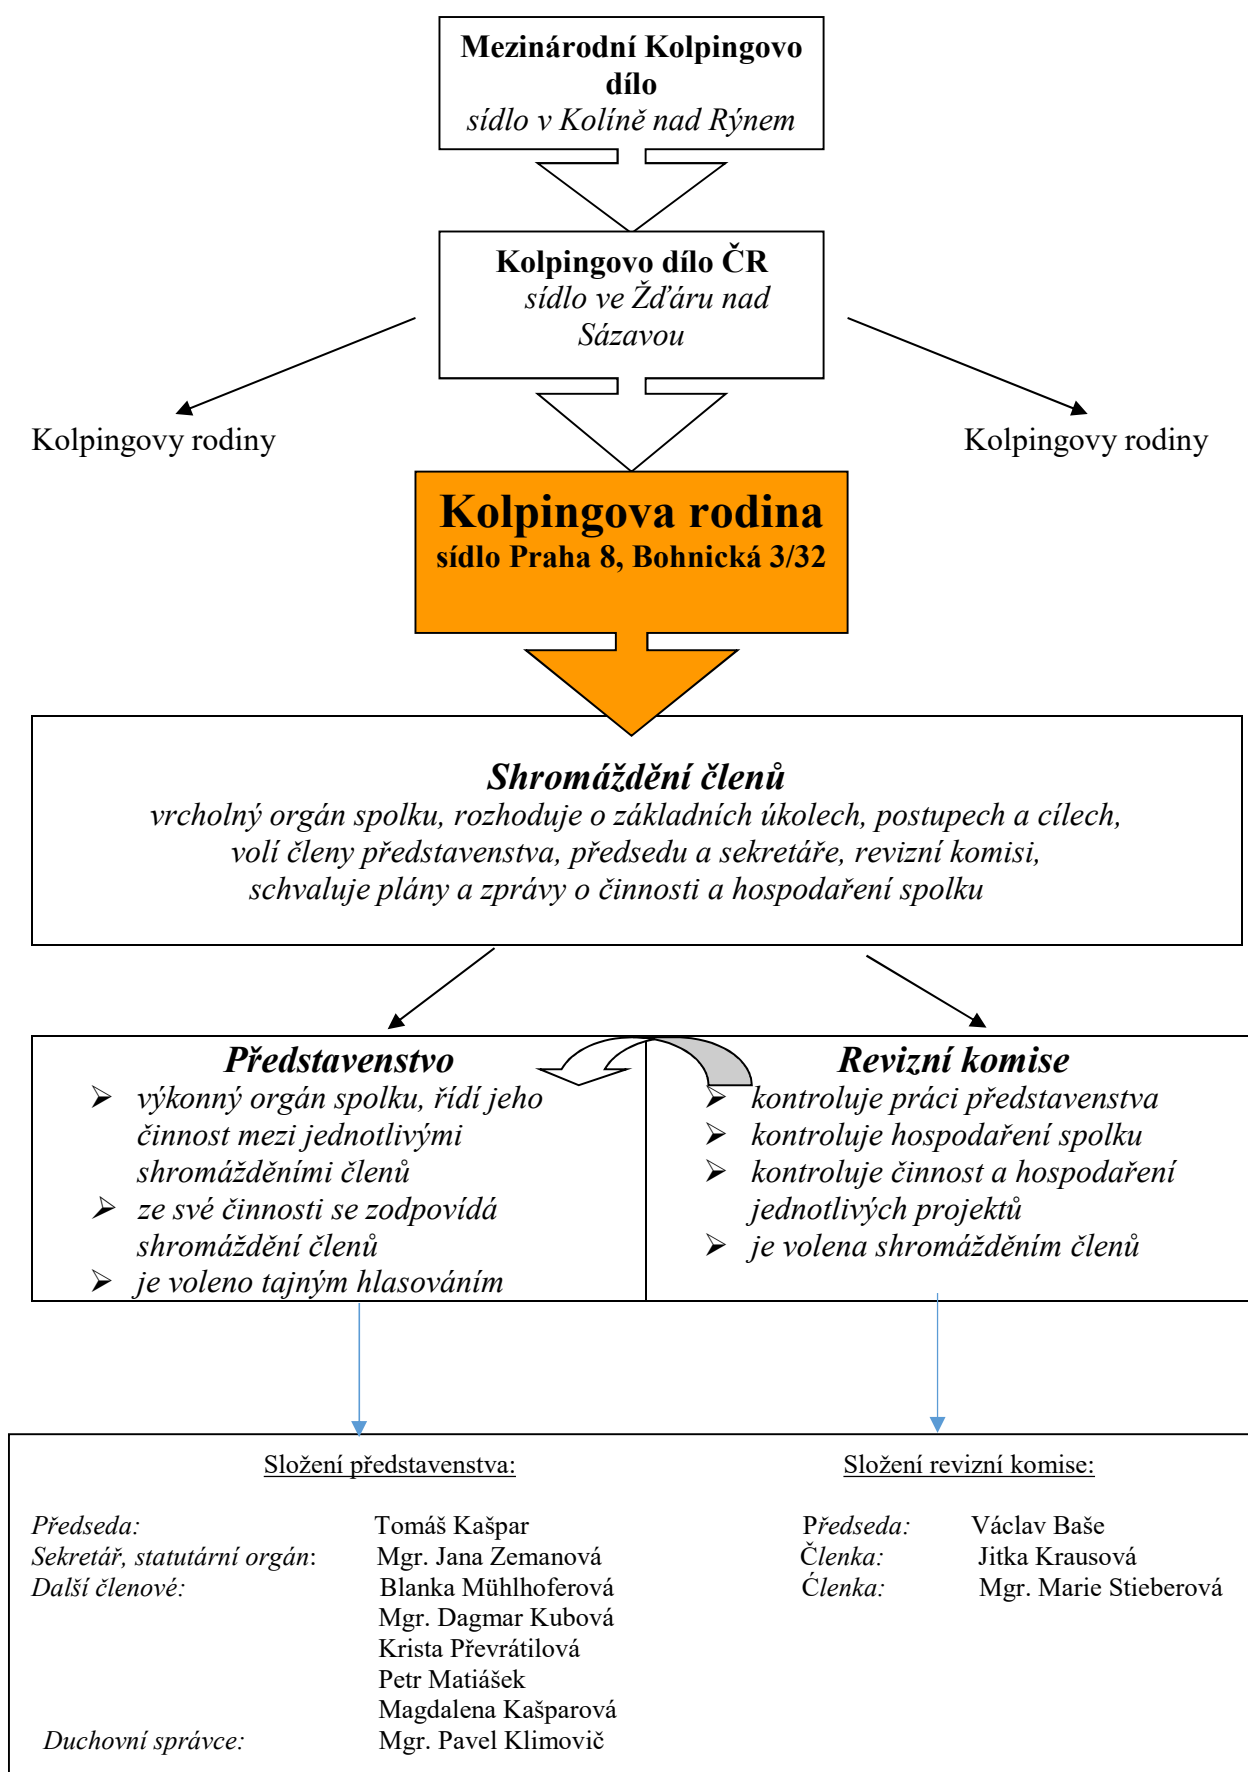 Mezinárodní Kolpingovo
dílo
sídlo v Kolíně nad Rýnem
Kolpingovo dílo ČR
sídlo ve Žďáru nad
Sázavou
Kolpingovy rodiny
Kolpingovy rodiny
Kolpingova rodina
sídlo Praha 8, Bohnická 3/32
Shromáždění členů
vrcholný orgán spolku, rozhoduje o základních úkolech, postupech a cílech,
volí členy představenstva, předsedu a sekretáře, revizní komisi,
schvaluje plány a zprávy o činnosti a hospodaření spolku
Představenstvo
➢ výkonný orgán spolku, řídí jeho
činnost mezi jednotlivými
shromážděními členů
➢ ze své činnosti se zodpovídá
shromáždění členů
➢ je voleno tajným hlasováním
Revizní komise
➢ kontroluje práci představenstva
➢ kontroluje hospodaření spolku
➢ kontroluje činnost a hospodaření
jednotlivých projektů
➢ je volena shromážděním členů
Složení představenstva:
Předseda: Tomáš Kašpar
Sekretář, statutární orgán: Mgr. Jana Zemanová
Další členové: Blanka Mühlhoferová
Mgr. Dagmar Kubová
Krista Převrátilová
Petr Matiášek
Magdalena Kašparová
Duchovní správce: Mgr. Pavel Klimovič
Složení revizní komise:
Předseda: Václav Baše
Členka: Jitka Krausová
Ćlenka: Mgr. Marie Stieberová